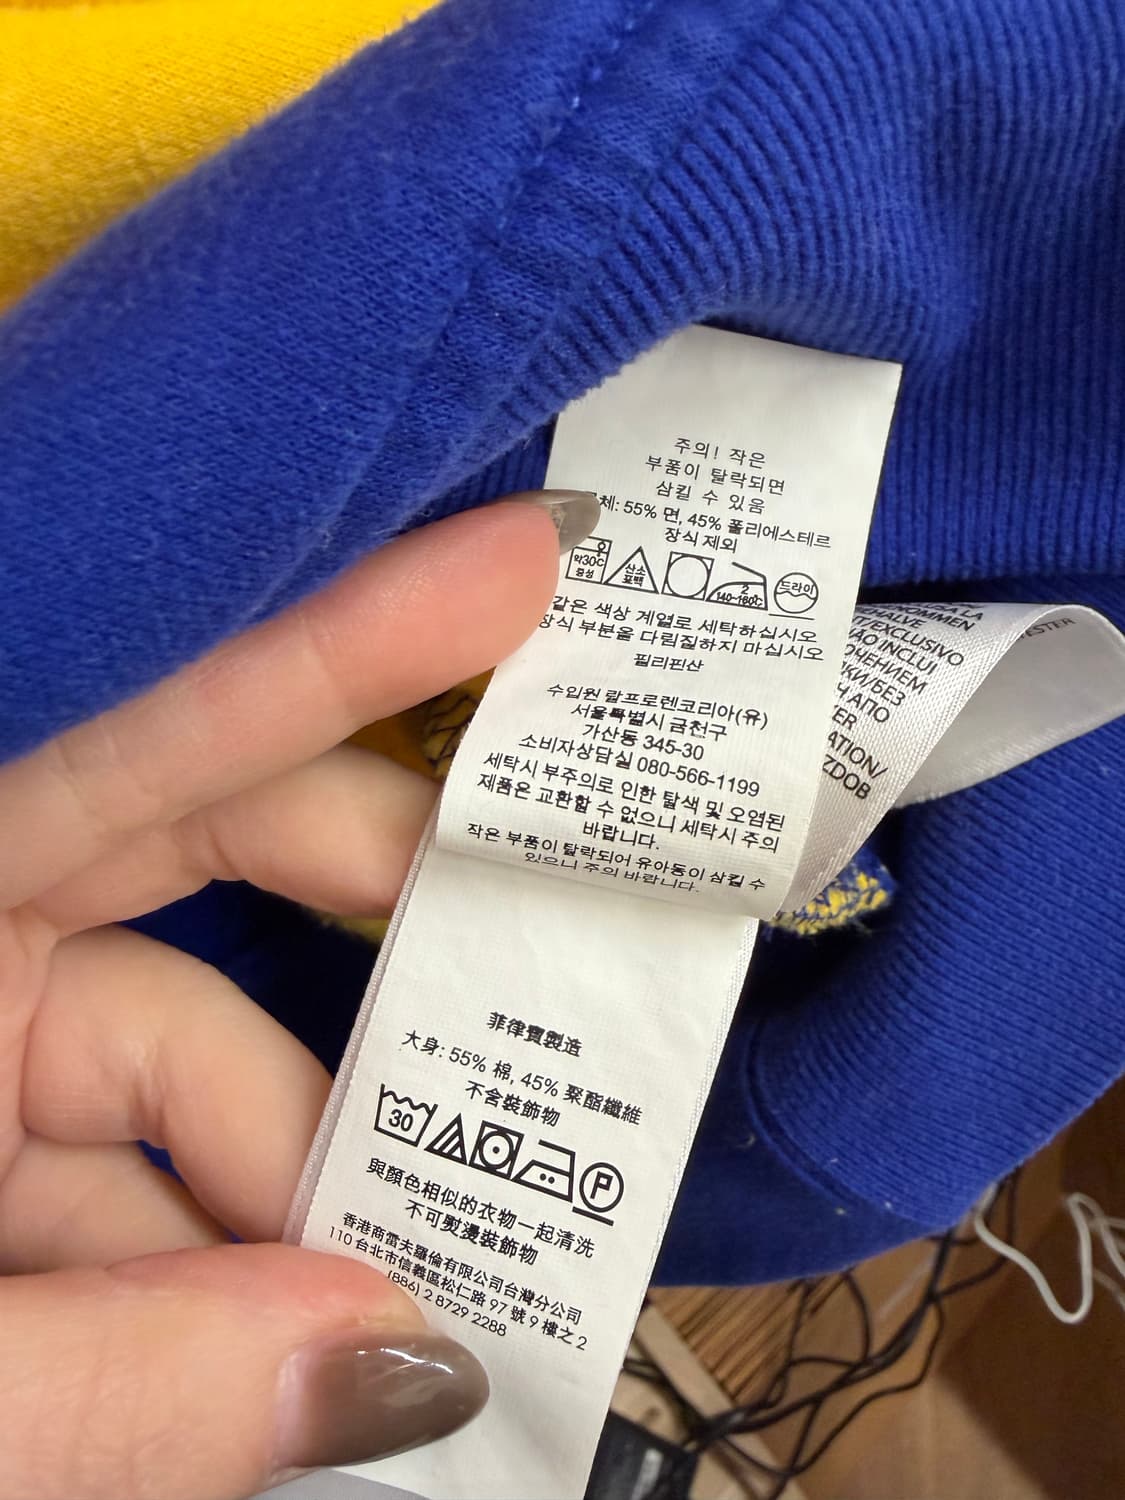 주의! 작은
부품이 탈락되면
삼킬 수 있음
체: 55% 면, 45% 폴리에스테르
장식 제외
약30℃
중성
산소
표백
2
140~160℃
드라이
같은 색상 계열로 세탁하십시오
장식 부분을 다림질하지 마십시오
필리핀산
수입원 랄프로렌코리아(유)
서울특별시 금천구
가산동 345-30
소비자상담실 080-566-1199
세탁시 부주의로 인한 탈색 및 오염된
제품은 교환할 수 없으니 세탁시 주의
바랍니다.
작은 부품이 탈락되어 유아동이 삼킬 수
있으니 주의 바랍니다.
菲律賓製造
大身: 55% 棉, 45% 聚酯纖維
不含裝飾物
30
P
與顏色相似的衣物一起清洗
不可熨燙裝飾物
香港商雷夫羅倫有限公司台灣分公司
110 台北市信義區松仁路 97 號 9 樓之 2
(886) 2 8729 2288
LA
/EXCLUSIVO
INCLUI
/БЕЗ
АПО
ER
ATION/
ZDOB
ESTER